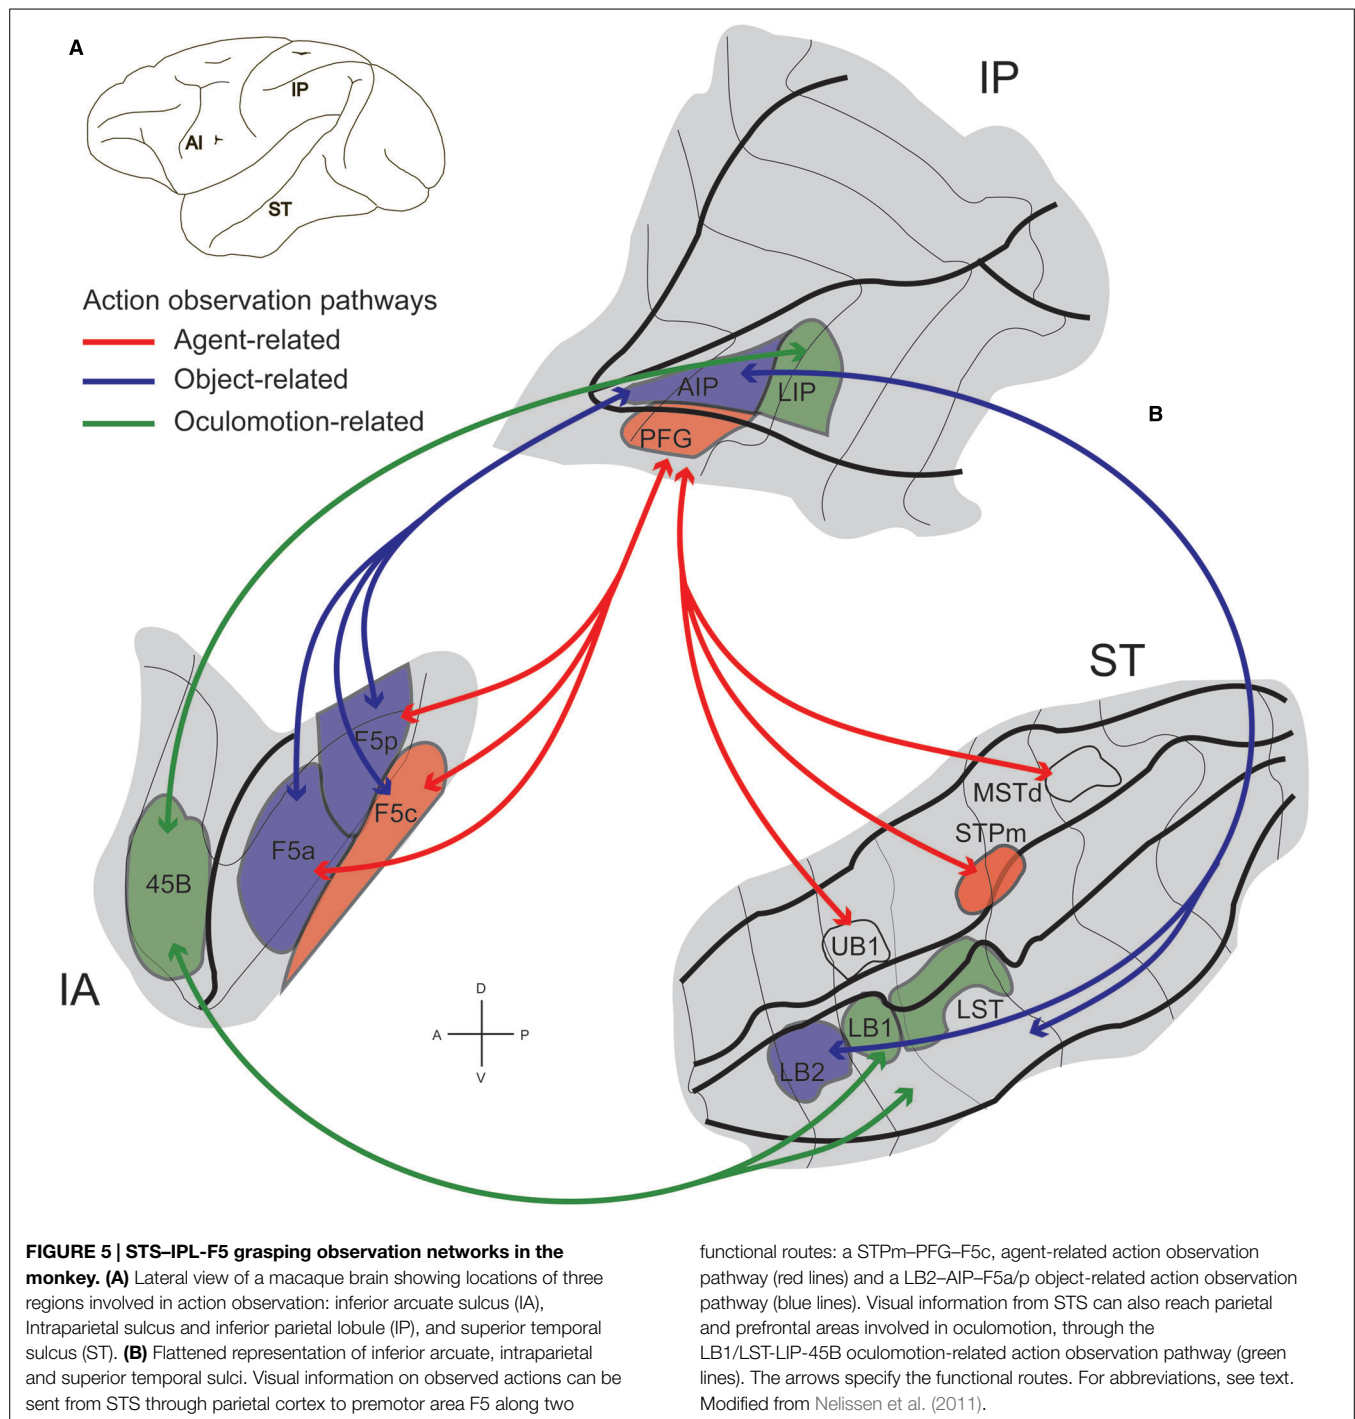 A
IP
AI
ST
Action observation pathways
Agent-related
Object-related
Oculomotion-related
IP
AIP
LIP
PFG
B
ST
MSTd
STPm
UB1
LST
LB1
LB2
F5p
F5c
F5a
45B
IA
D
A
P
V
FIGURE 5 | STS–IPL-F5 grasping observation networks in the
monkey. (A) Lateral view of a macaque brain showing locations of three
regions involved in action observation: inferior arcuate sulcus (IA),
Intraparietal sulcus and inferior parietal lobule (IP), and superior temporal
sulcus (ST). (B) Flattened representation of inferior arcuate, intraparietal
and superior temporal sulci. Visual information on observed actions can be
sent from STS through parietal cortex to premotor area F5 along two
functional routes: a STPm–PFG–F5c, agent-related action observation
pathway (red lines) and a LB2–AIP–F5a/p object-related action observation
pathway (blue lines). Visual information from STS can also reach parietal
and prefrontal areas involved in oculomotion, through the
LB1/LST-LIP-45B oculomotion-related action observation pathway (green
lines). The arrows specify the functional routes. For abbreviations, see text.
Modified from Nelissen et al. (2011).